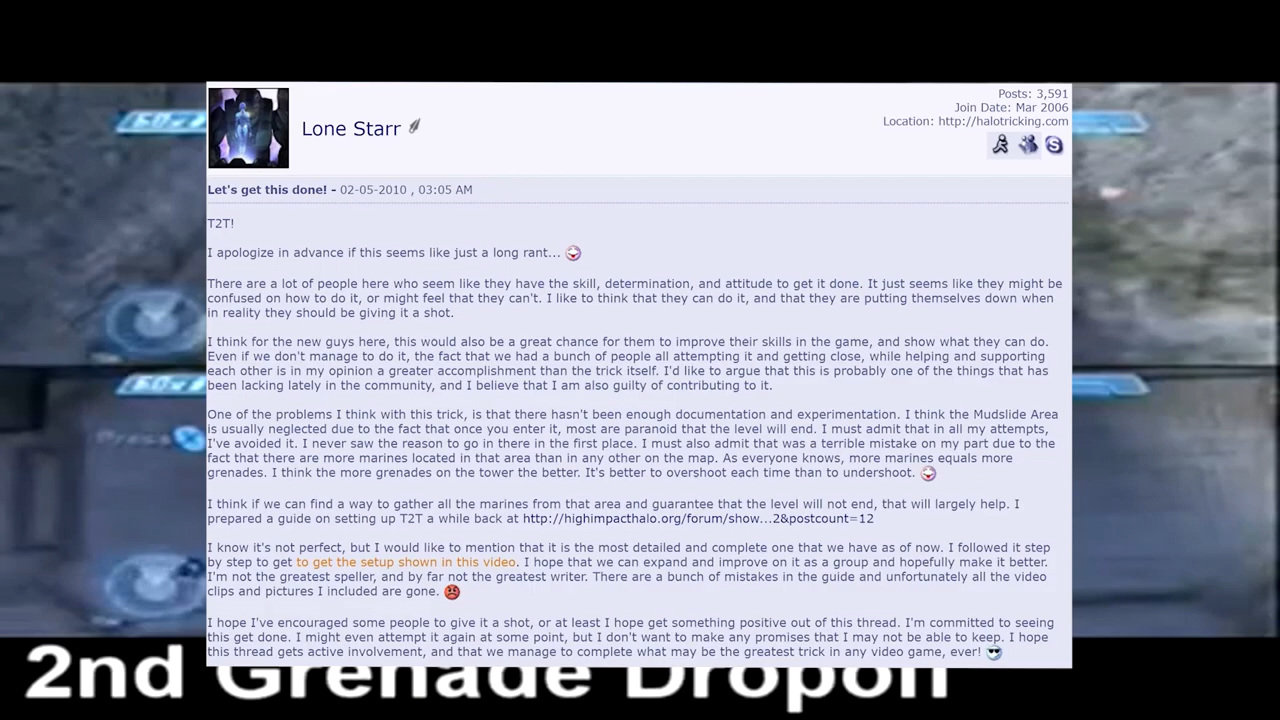 Posts: 3,591
Join Date: Mar 2006
Location: http://halotricking.com
Lone Starr
Let's get this done! - 02-05-2010 , 03:05 AM
T2T!
I apologize in advance if this seems like just a long rant...
There are a lot of people here who seem like they have the skill, determination, and attitude to get it done. It just seems like they might be
confused on how to do it, or might feel that they can't. I like to think that they can do it, and that they are putting themselves down when
in reality they should be giving it a shot.
I think for the new guys here, this would also be a great chance for them to improve their skills in the game, and show what they can do.
Even if we don't manage to do it, the fact that we had a bunch of people all attempting it and getting close, while helping and supporting
each other is in my opinion a greater accomplishment than the trick itself. I'd like to argue that this is probably one of the things that has
been lacking lately in the community, and I believe that I am also guilty of contributing to it.
One of the problems I think with this trick, is that there hasn't been enough documentation and experimentation. I think the Mudslide Area
is usually neglected due to the fact that once you enter it, most are paranoid that the level will end. I must admit that in all my attempts,
I've avoided it. I never saw the reason to go in there in the first place. I must also admit that was a terrible mistake on my part due to the
fact that there are more marines located in that area than in any other on the map. As everyone knows, more marines equals more
grenades. I think the more grenades on the tower the better. It's better to overshoot each time than to undershoot.
I think if we can find a way to gather all the marines from that area and guarantee that the level will not end, that will largely help. I
prepared a guide on setting up T2T a while back at http://highimpacthalo.org/forum/show...2&postcount=12
I know it's not perfect, but I would like to mention that it is the most detailed and complete one that we have as of now. I followed it step
by step to get to get the setup shown in this video. I hope that we can expand and improve on it as a group and hopefully make it better.
I'm not the greatest speller, and by far not the greatest writer. There are a bunch of mistakes in the guide and unfortunately all the video
clips and pictures I included are gone.
I hope I've encouraged some people to give it a shot, or at least I hope get something positive out of this thread. I'm committed to seeing
this get done. I might even attempt it again at some point, but I don't want to make any promises that I may not be able to keep. I hope
this thread gets active involvement, and that we manage to complete what may be the greatest trick in any video game, ever!
Press X
2nd Grenade Dropoff